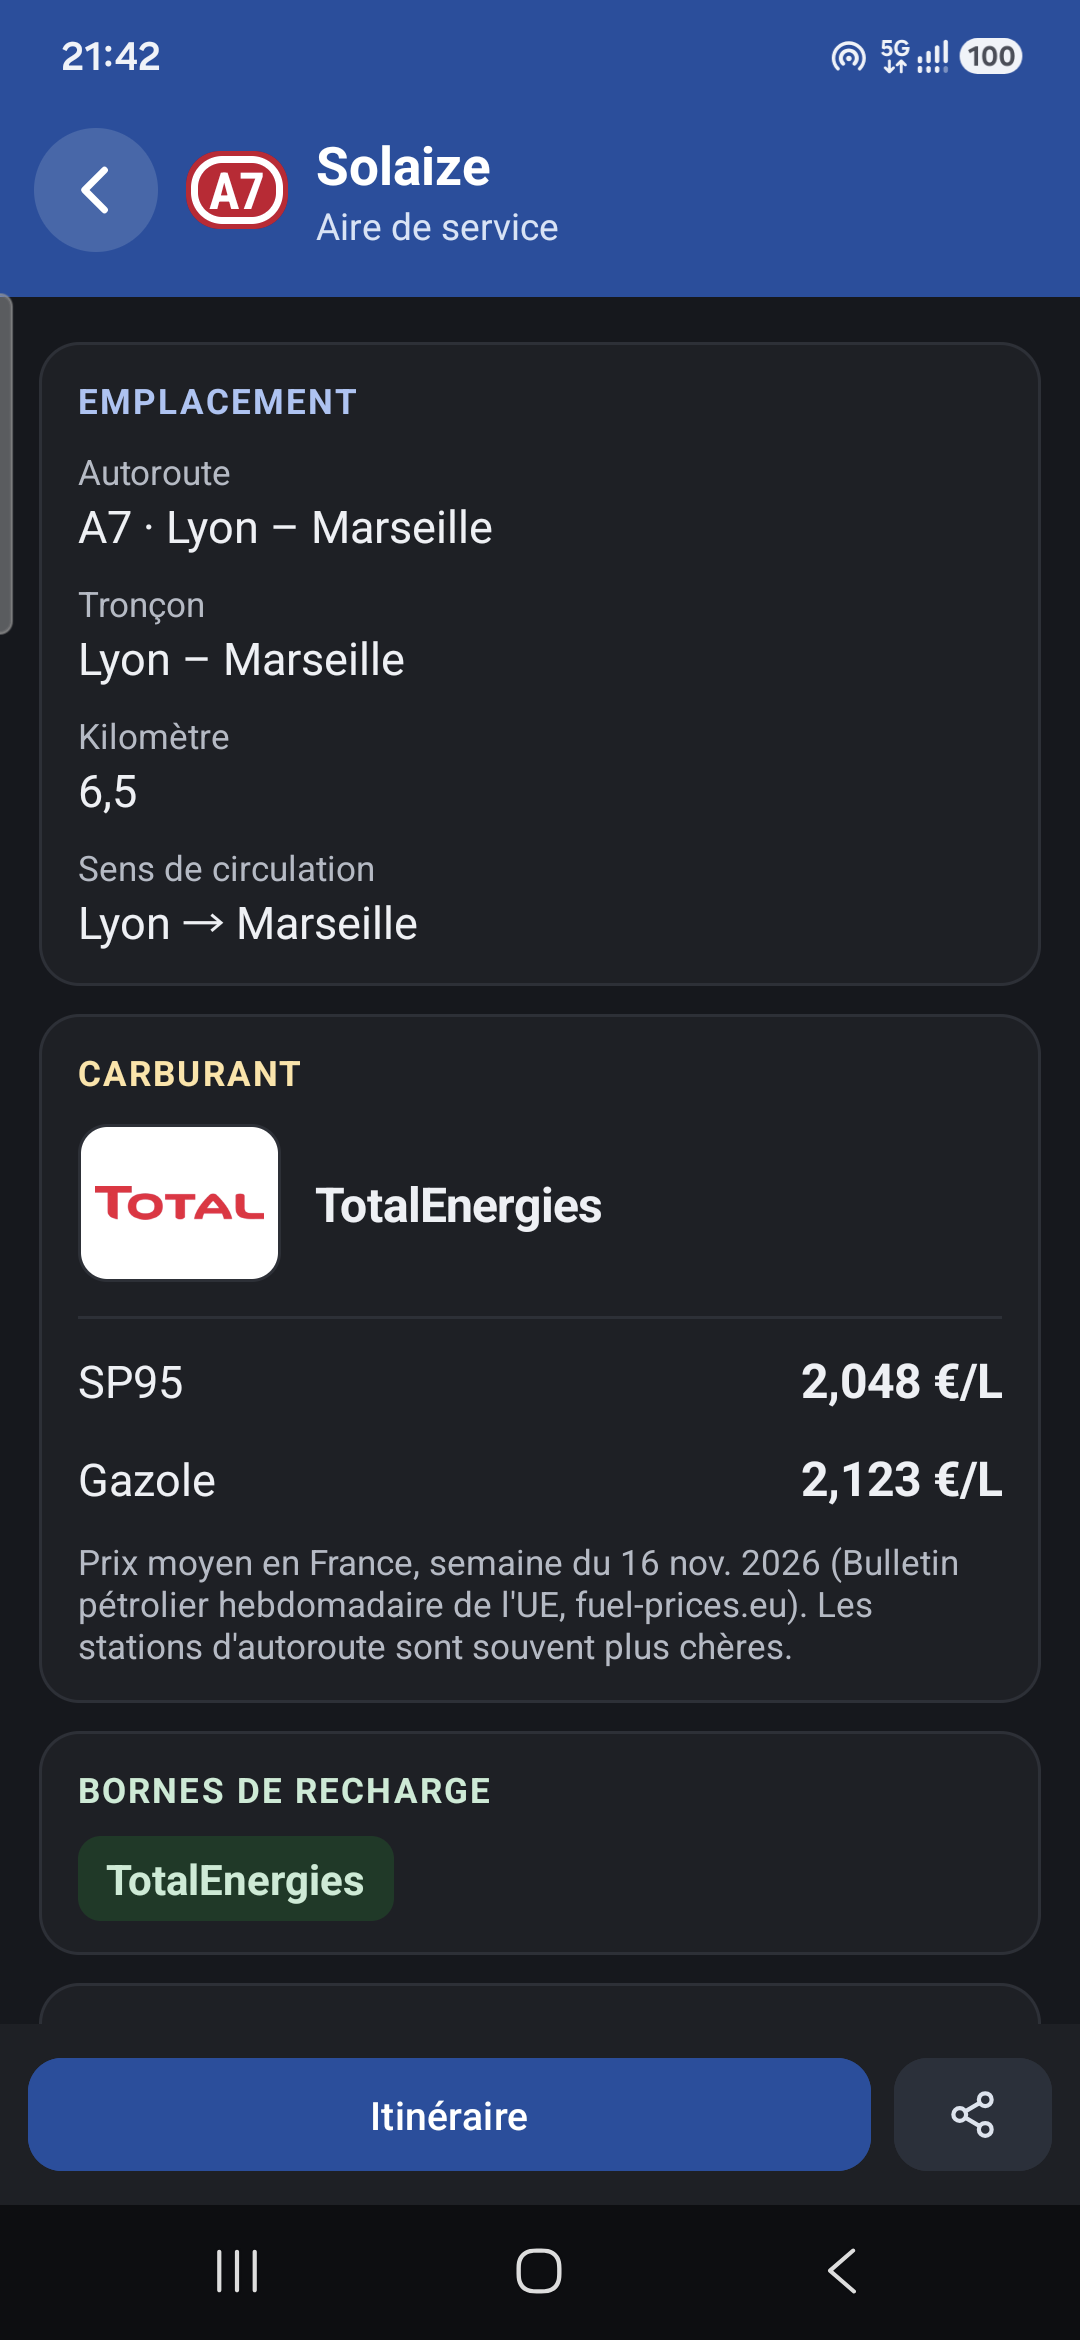 21:42
5G
100
A7
Solaize
Aire de service
EMPLACEMENT
Autoroute
A7 · Lyon – Marseille
Tronçon
Lyon – Marseille
Kilomètre
6,5
Sens de circulation
Lyon → Marseille
CARBURANT
TOTAL
TotalEnergies
SP95
2,048 €/L
Gazole
2,123 €/L
Prix moyen en France, semaine du 16 nov. 2026 (Bulletin
pétrolier hebdomadaire de l'UE, fuel-prices.eu). Les
stations d'autoroute sont souvent plus chères.
BORNES DE RECHARGE
TotalEnergies
Itinéraire